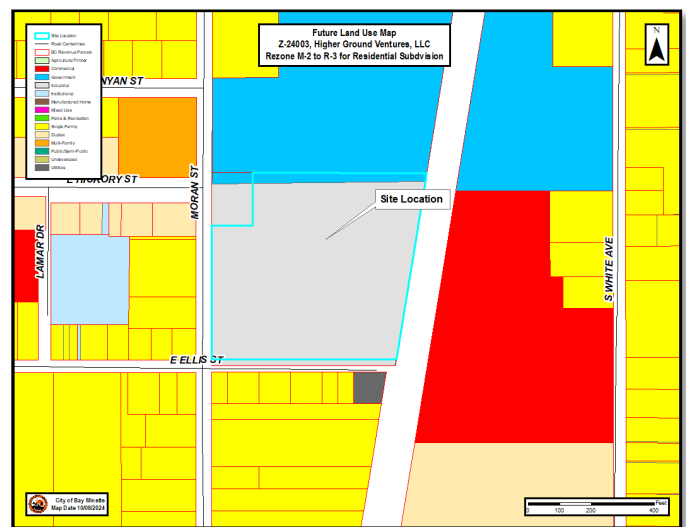 Future Land Use Map
Z-24003, Higher Ground Ventures, LLC
Rezone M-2 to R-3 for Residential Subdivision
N
Site Location
Road Centerlines
BC Revenue Parcels
Agriculture/Timber
Commercial
Government
Industrial
Institutional
Manufactured Home
Mixed Use
Parks & Recreation
Single Family
Duplex
Multi-Family
Public/Semi-Public
Undeveloped
Utilities
NYAN ST
E HICKORY ST
MORAN ST
LAMAR DR
Site Location
S WHITE AVE
E ELLIS ST
City of Bay Minette
Map Date 10/08/2024
Feet
0 100 200 400